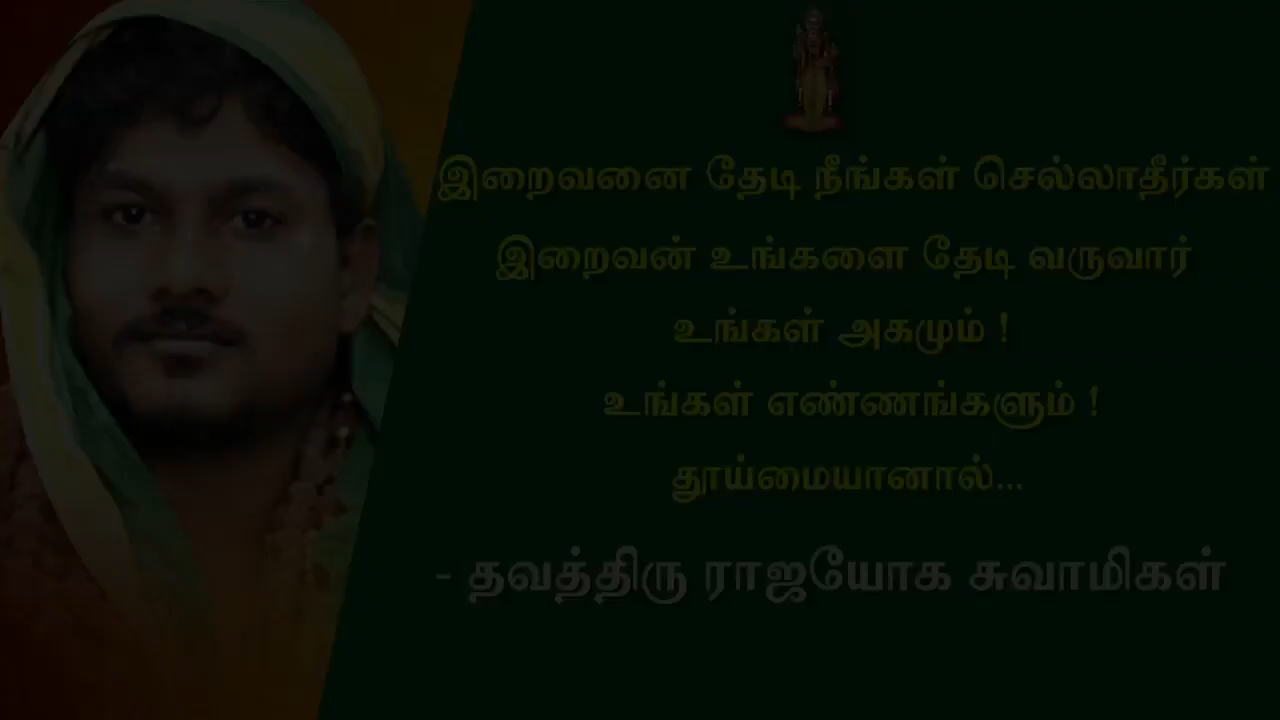 இறைவனை தேடி நீங்கள் செல்லாதீர்கள்
இறைவன் உங்களை தேடி வருவார்
உங்கள் அகமும் !
உங்கள் எண்ணங்களும் !
தூய்மையானால்...
- தவத்திரு ராஜயோக சுவாமிகள்